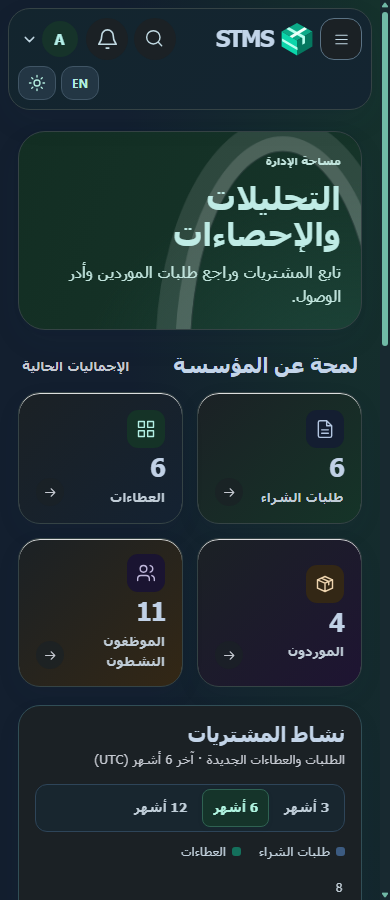 STMS
A
EN
مساحة الإدارة
التحليلات
والإحصاءات
تابع المشتريات وراجع طلبات الموردين وأدر
الوصول.
لمحة عن المؤسسة
الإجماليات الحالية
6
طلبات الشراء
6
العطاءات
4
الموردون
11
الموظفون
النشطون
نشاط المشتريات
الطلبات والعطاءات الجديدة · آخر 6 أشهر (UTC)
3 أشهر
6 أشهر
12 أشهر
طلبات الشراء
العطاءات
8